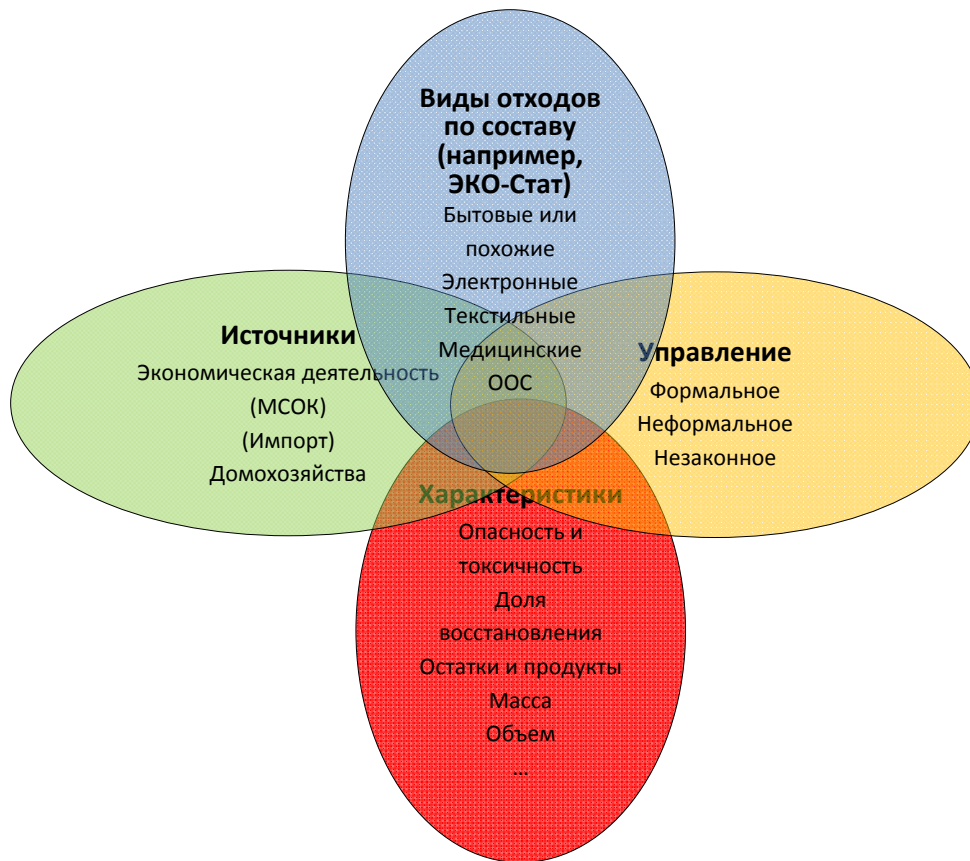 Виды отходов
по составу
(например,
ЭКО-Стат)
Бытовые или
похожие
Электронные
Текстильные
Медицинские
ООС
Источники
Экономическая деятельность
(МСОК)
(Импорт)
Домохозяйства
Управление
Формальное
Неформальное
Незаконное
Характеристики
Опасность и
токсичность
Доля
восстановления
Остатки и продукты
Масса
Объем
...